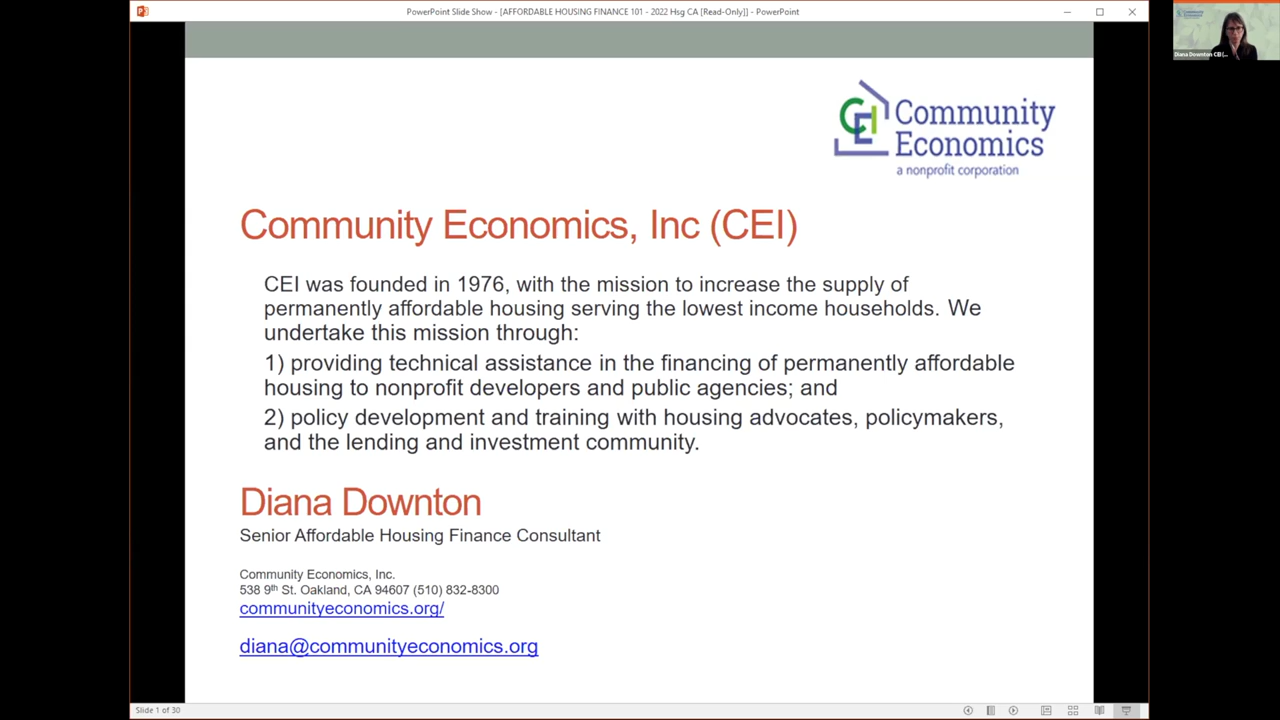 PowerPoint Slide Show - [AFFORDABLE HOUSING FINANCE 101 - 2022 Hsg CA [Read-Only]] - PowerPoint
Diana Downton CEI (...
CEI
Community
Economics
a nonprofit corporation
Community Economics, Inc (CEI)
CEI was founded in 1976, with the mission to increase the supply of
permanently affordable housing serving the lowest income households. We
undertake this mission through:
1) providing technical assistance in the financing of permanently affordable
housing to nonprofit developers and public agencies; and
2) policy development and training with housing advocates, policymakers,
and the lending and investment community.
Diana Downton
Senior Affordable Housing Finance Consultant
Community Economics, Inc.
538 9th St. Oakland, CA 94607 (510) 832-8300
communityeconomics.org/
diana@communityeconomics.org
Slide 1 of 30